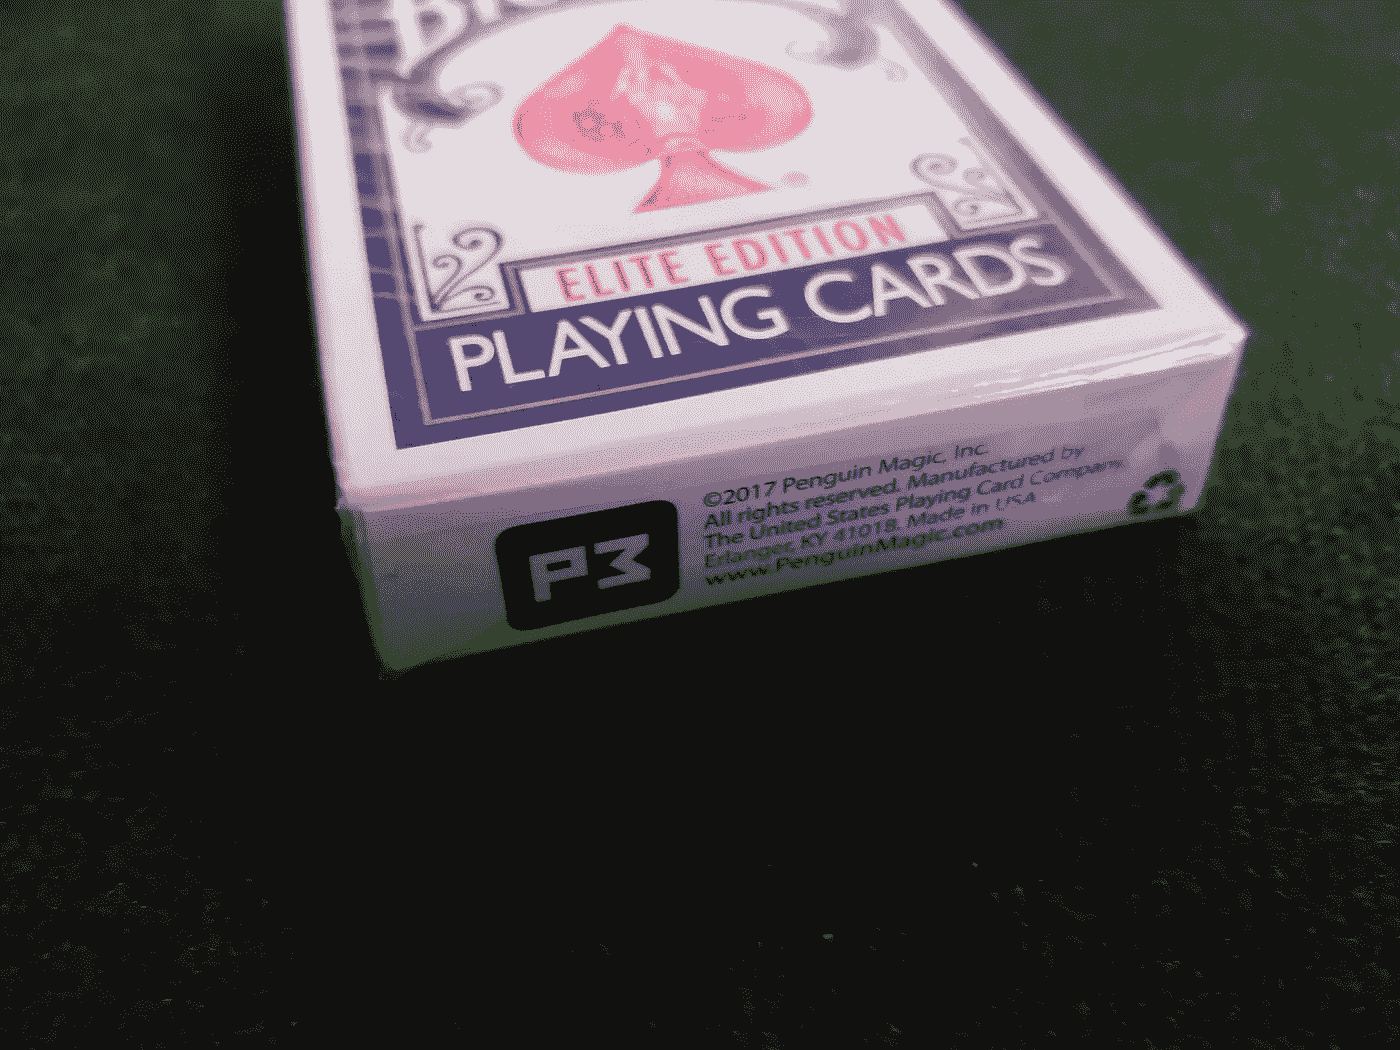 ELITE EDITION
PLAYING CARDS
P3
©2017 Penguin Magic, Inc.
All rights reserved. Manufactured by
The United States Playing Card Company.
Erlanger, KY 41018. Made in USA
www.PenguinMagic.com